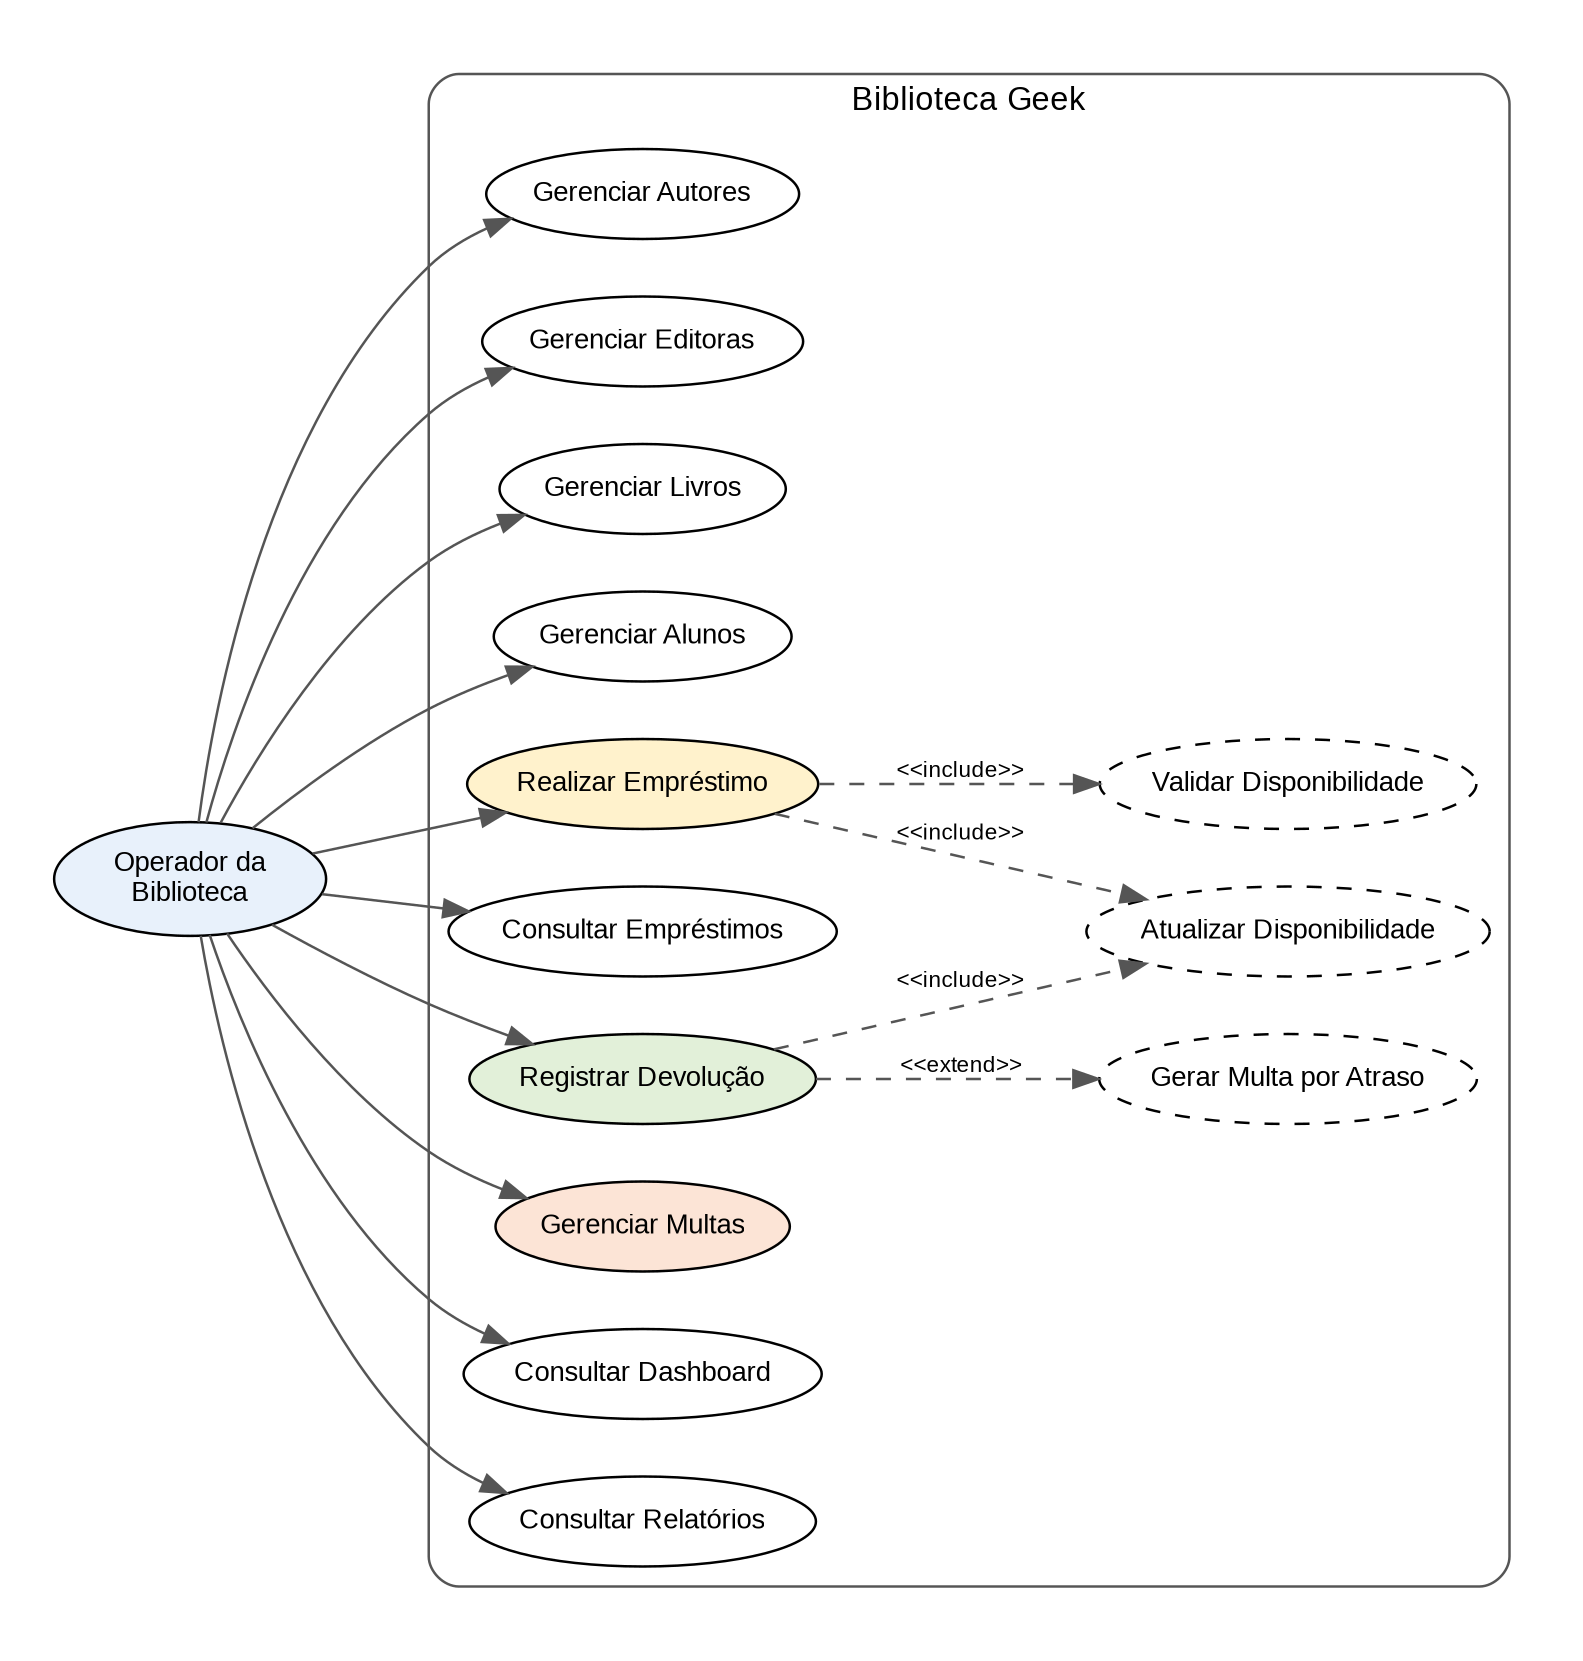 Biblioteca Geek
Gerenciar Autores
Gerenciar Editoras
Gerenciar Livros
Gerenciar Alunos
Realizar Empréstimo
<<include>>
Validar Disponibilidade
<<include>>
Operador da
Biblioteca
Consultar Empréstimos
Atualizar Disponibilidade
<<include>>
Registrar Devolução
<<extend>>
Gerar Multa por Atraso
Gerenciar Multas
Consultar Dashboard
Consultar Relatórios